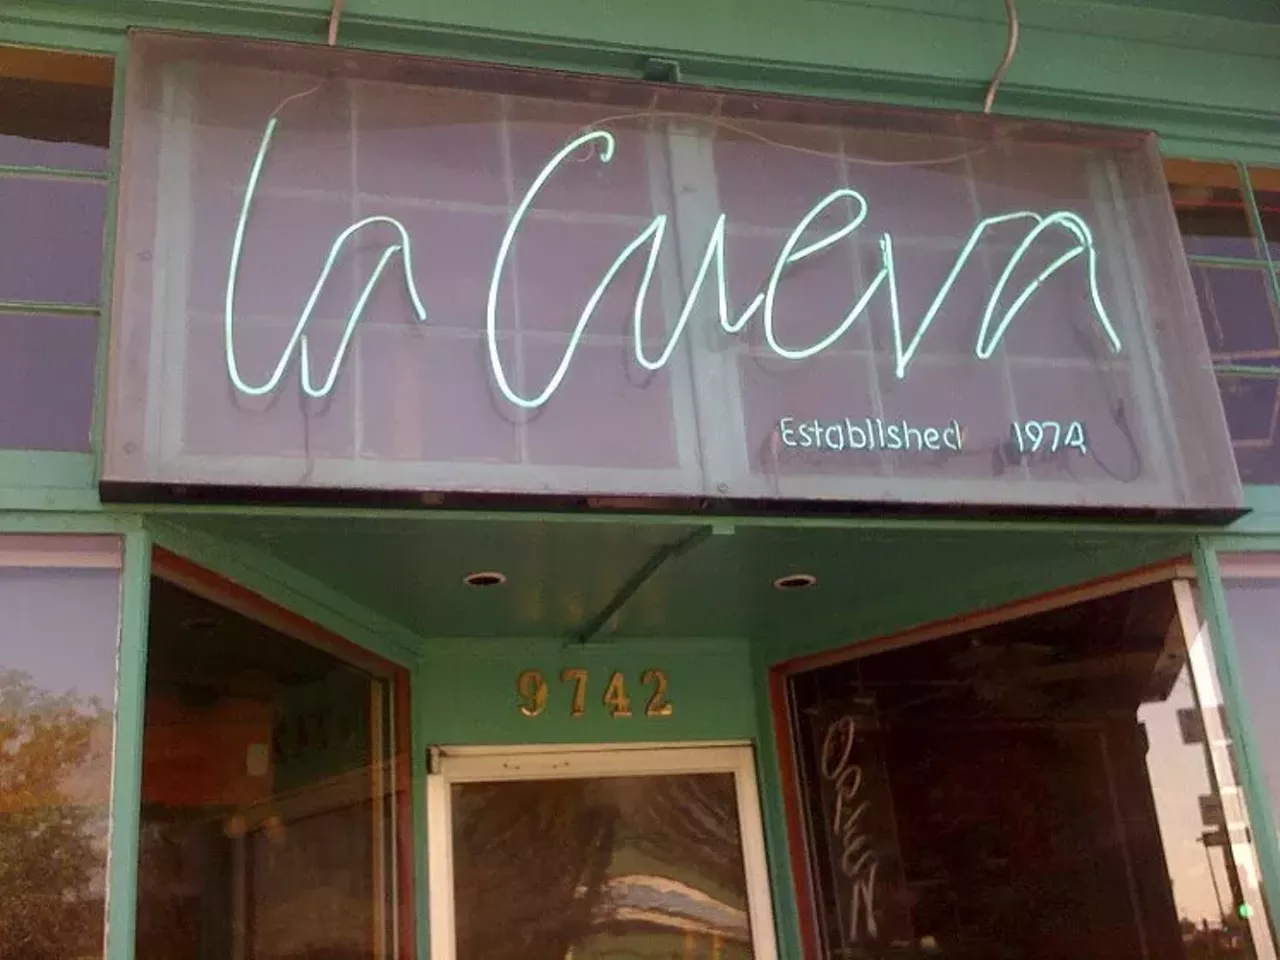 La Cueva
Established 1974
9742
OPEN